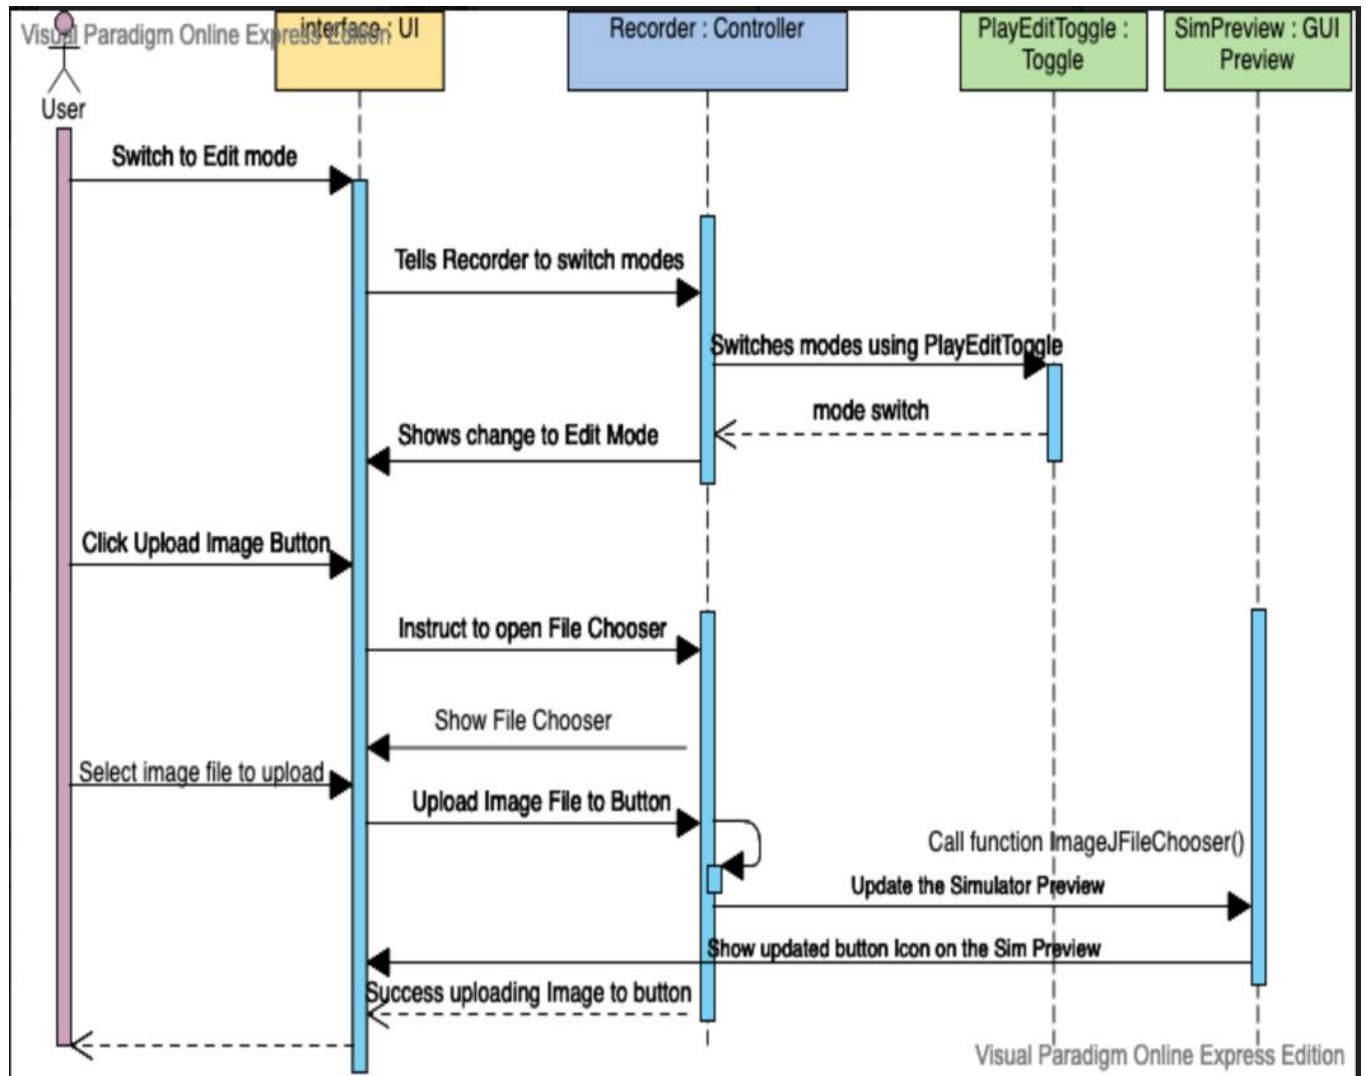 Visual Paradigm Online Express Edition
interface : UI
Recorder : Controller
PlayEditToggle :
Toggle
SimPreview : GUI
Preview
User
Switch to Edit mode
Tells Recorder to switch modes
Switches modes using PlayEditToggle
mode switch
Shows change to Edit Mode
Click Upload Image Button
Instruct to open File Chooser
Show File Chooser
Select image file to upload
Upload Image File to Button
Call function ImageJFileChooser()
Update the Simulator Preview
Show updated button Icon on the Sim Preview
Success uploading Image to button
Visual Paradigm Online Express Edition